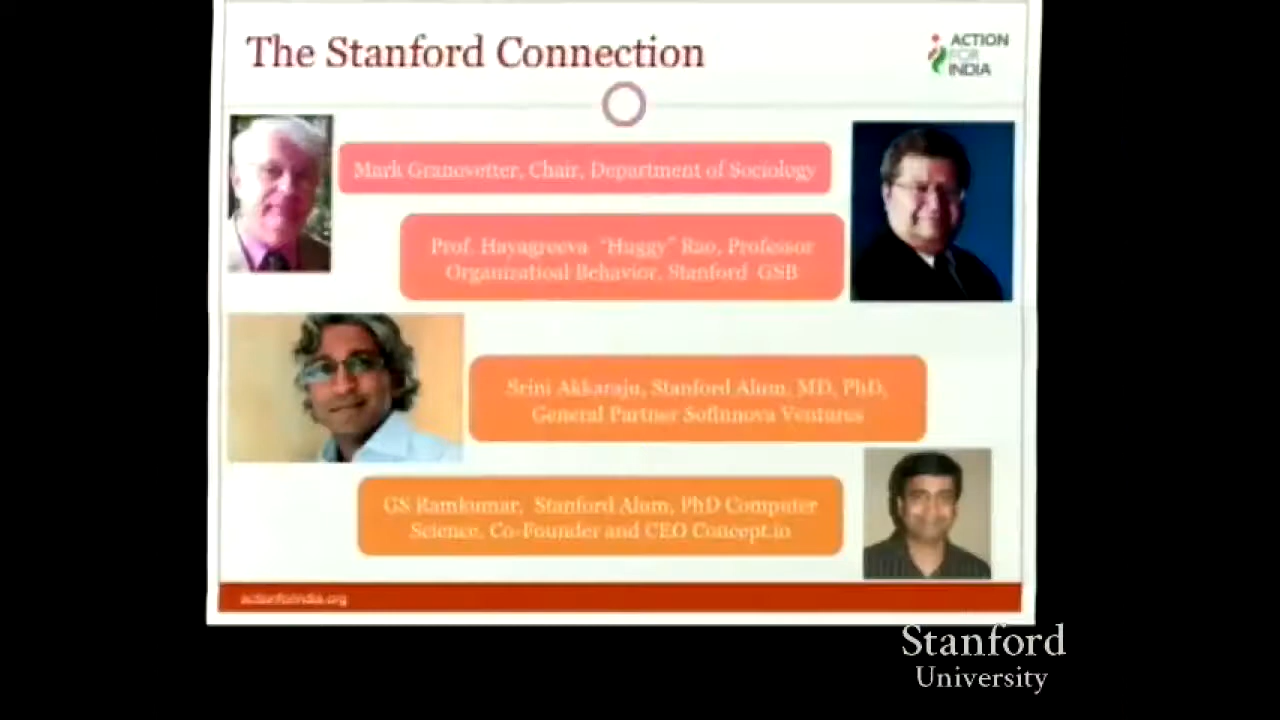 The Stanford Connection
ACTION
FOR
INDIA
Mark Granovetter, Chair, Department of Sociology
Prof. Hayagreeva "Huggy" Rao, Professor
Organizatioal Behavior, Stanford GSB
Srini Akkaraju, Stanford Alum, MD, PhD,
General Partner Sofinnova Ventures
GS Ramkumar, Stanford Alum, PhD Computer
Science, Co-Founder and CEO Concept.io
actionforindia.org
Stanford
University